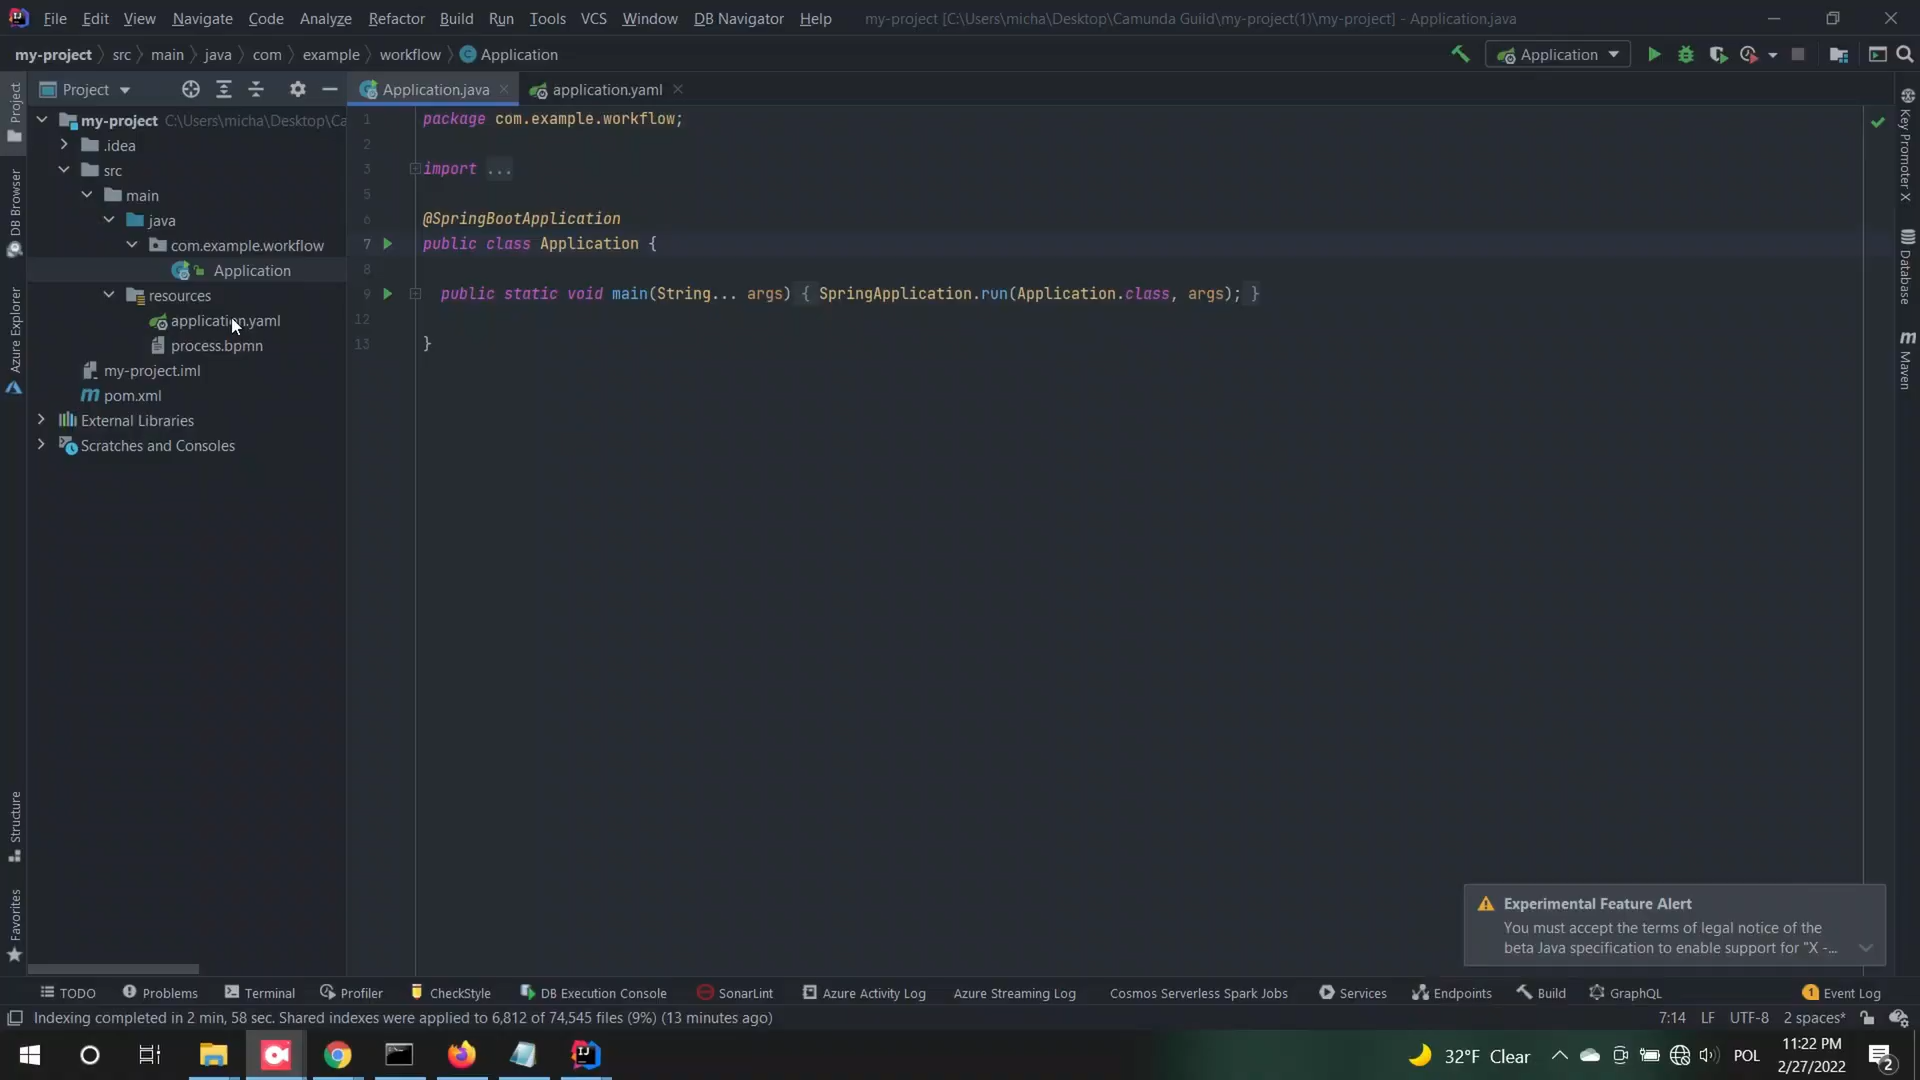 File Edit View Navigate Code Analyze Refactor Build Run Tools VCS Window DB Navigator Help my-project [C:\Users\micha\Desktop\Camunda Guild\my-project(1)\my-project] - Application.java
my-project src main java com example workflow Application Application
Project Application.java application.yaml
my-project C:\Users\micha\Desktop\Ca
.idea
src
main
java
com.example.workflow
Application
resources
application.yaml
process.bpmn
my-project.iml
pom.xml
External Libraries
Scratches and Consoles
1 package com.example.workflow;
2
3 import ...
5
6 @SpringBootApplication
7 public class Application {
8
9 public static void main(String... args) { SpringApplication.run(Application.class, args); }
12
13 }
Project
DB Browser
Azure Explorer
Structure
Favorites
Key Promoter X
Database
Maven
Experimental Feature Alert
You must accept the terms of legal notice of the
beta Java specification to enable support for "X -...
TODO Problems Terminal Profiler CheckStyle DB Execution Console SonarLint Azure Activity Log Azure Streaming Log Cosmos Serverless Spark Jobs Services Endpoints Build GraphQL 1 Event Log
Indexing completed in 2 min, 58 sec. Shared indexes were applied to 6,812 of 74,545 files (9%) (13 minutes ago) 7:14 LF UTF-8 2 spaces*
32°F Clear POL 11:22 PM
2/27/2022 2